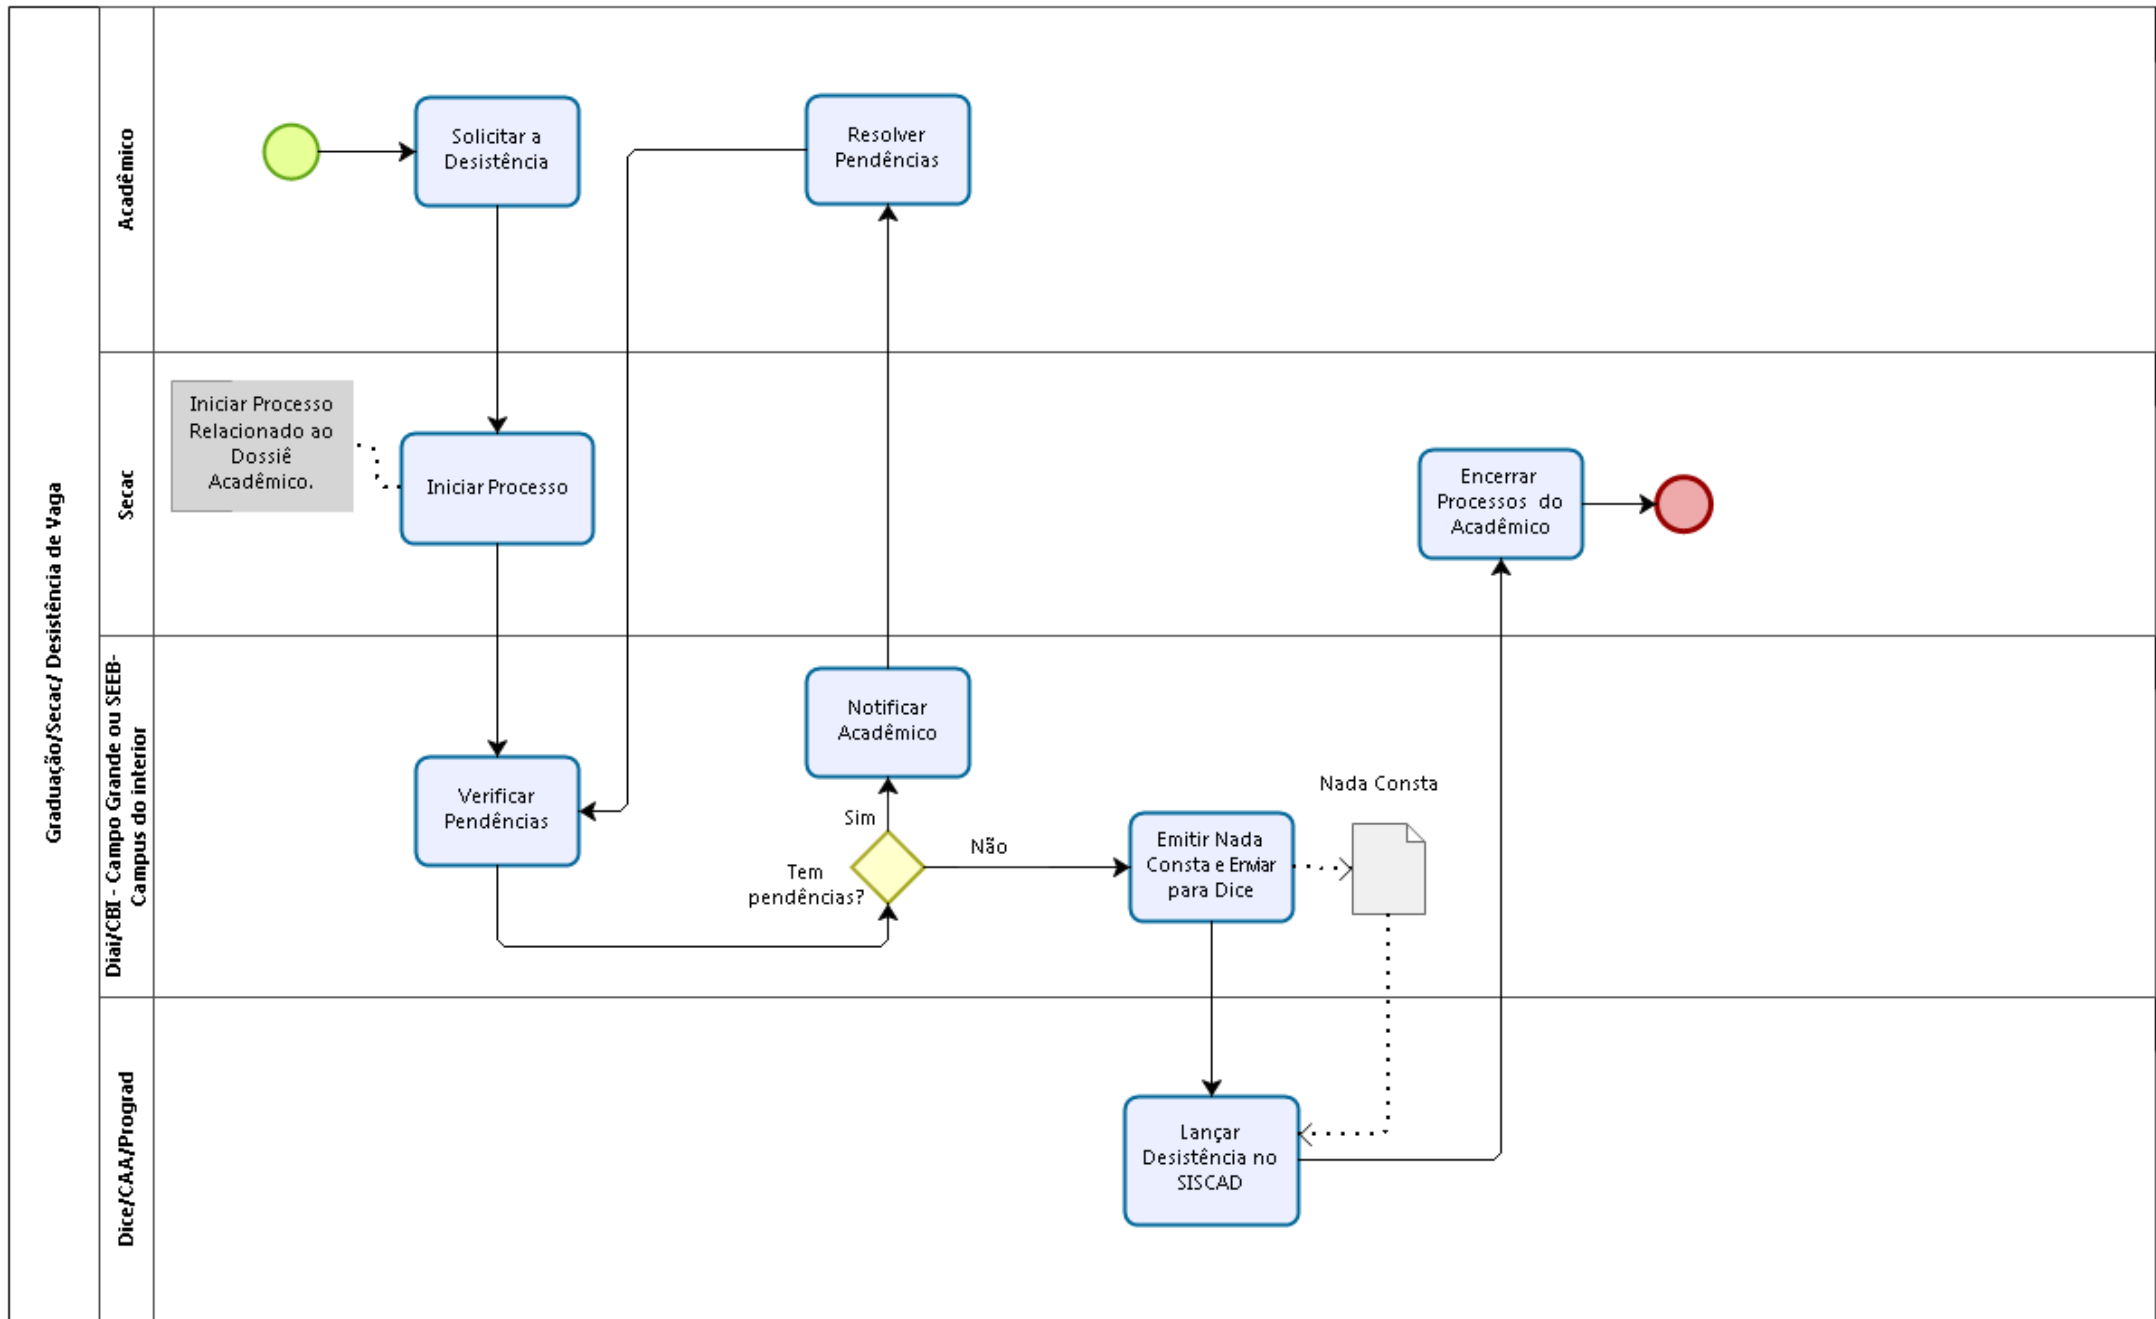 Graduação/Secac/ Desistência de Vaga
Acadêmico
Solicitar a
Desistência
Resolver
Pendências
Secac
Iniciar Processo
Relacionado ao
Dossiê
Acadêmico.
Iniciar Processo
Encerrar
Processos do
Acadêmico
Diai/CBI - Campo Grande ou SEEB-
Campus do interior
Verificar
Pendências
Notificar
Acadêmico
Sim
Tem
pendências?
Não
Emitir Nada
Consta e Enviar
para Dice
Nada Consta
Dice/CAA/Prograd
Lançar
Desistência no
SISCAD